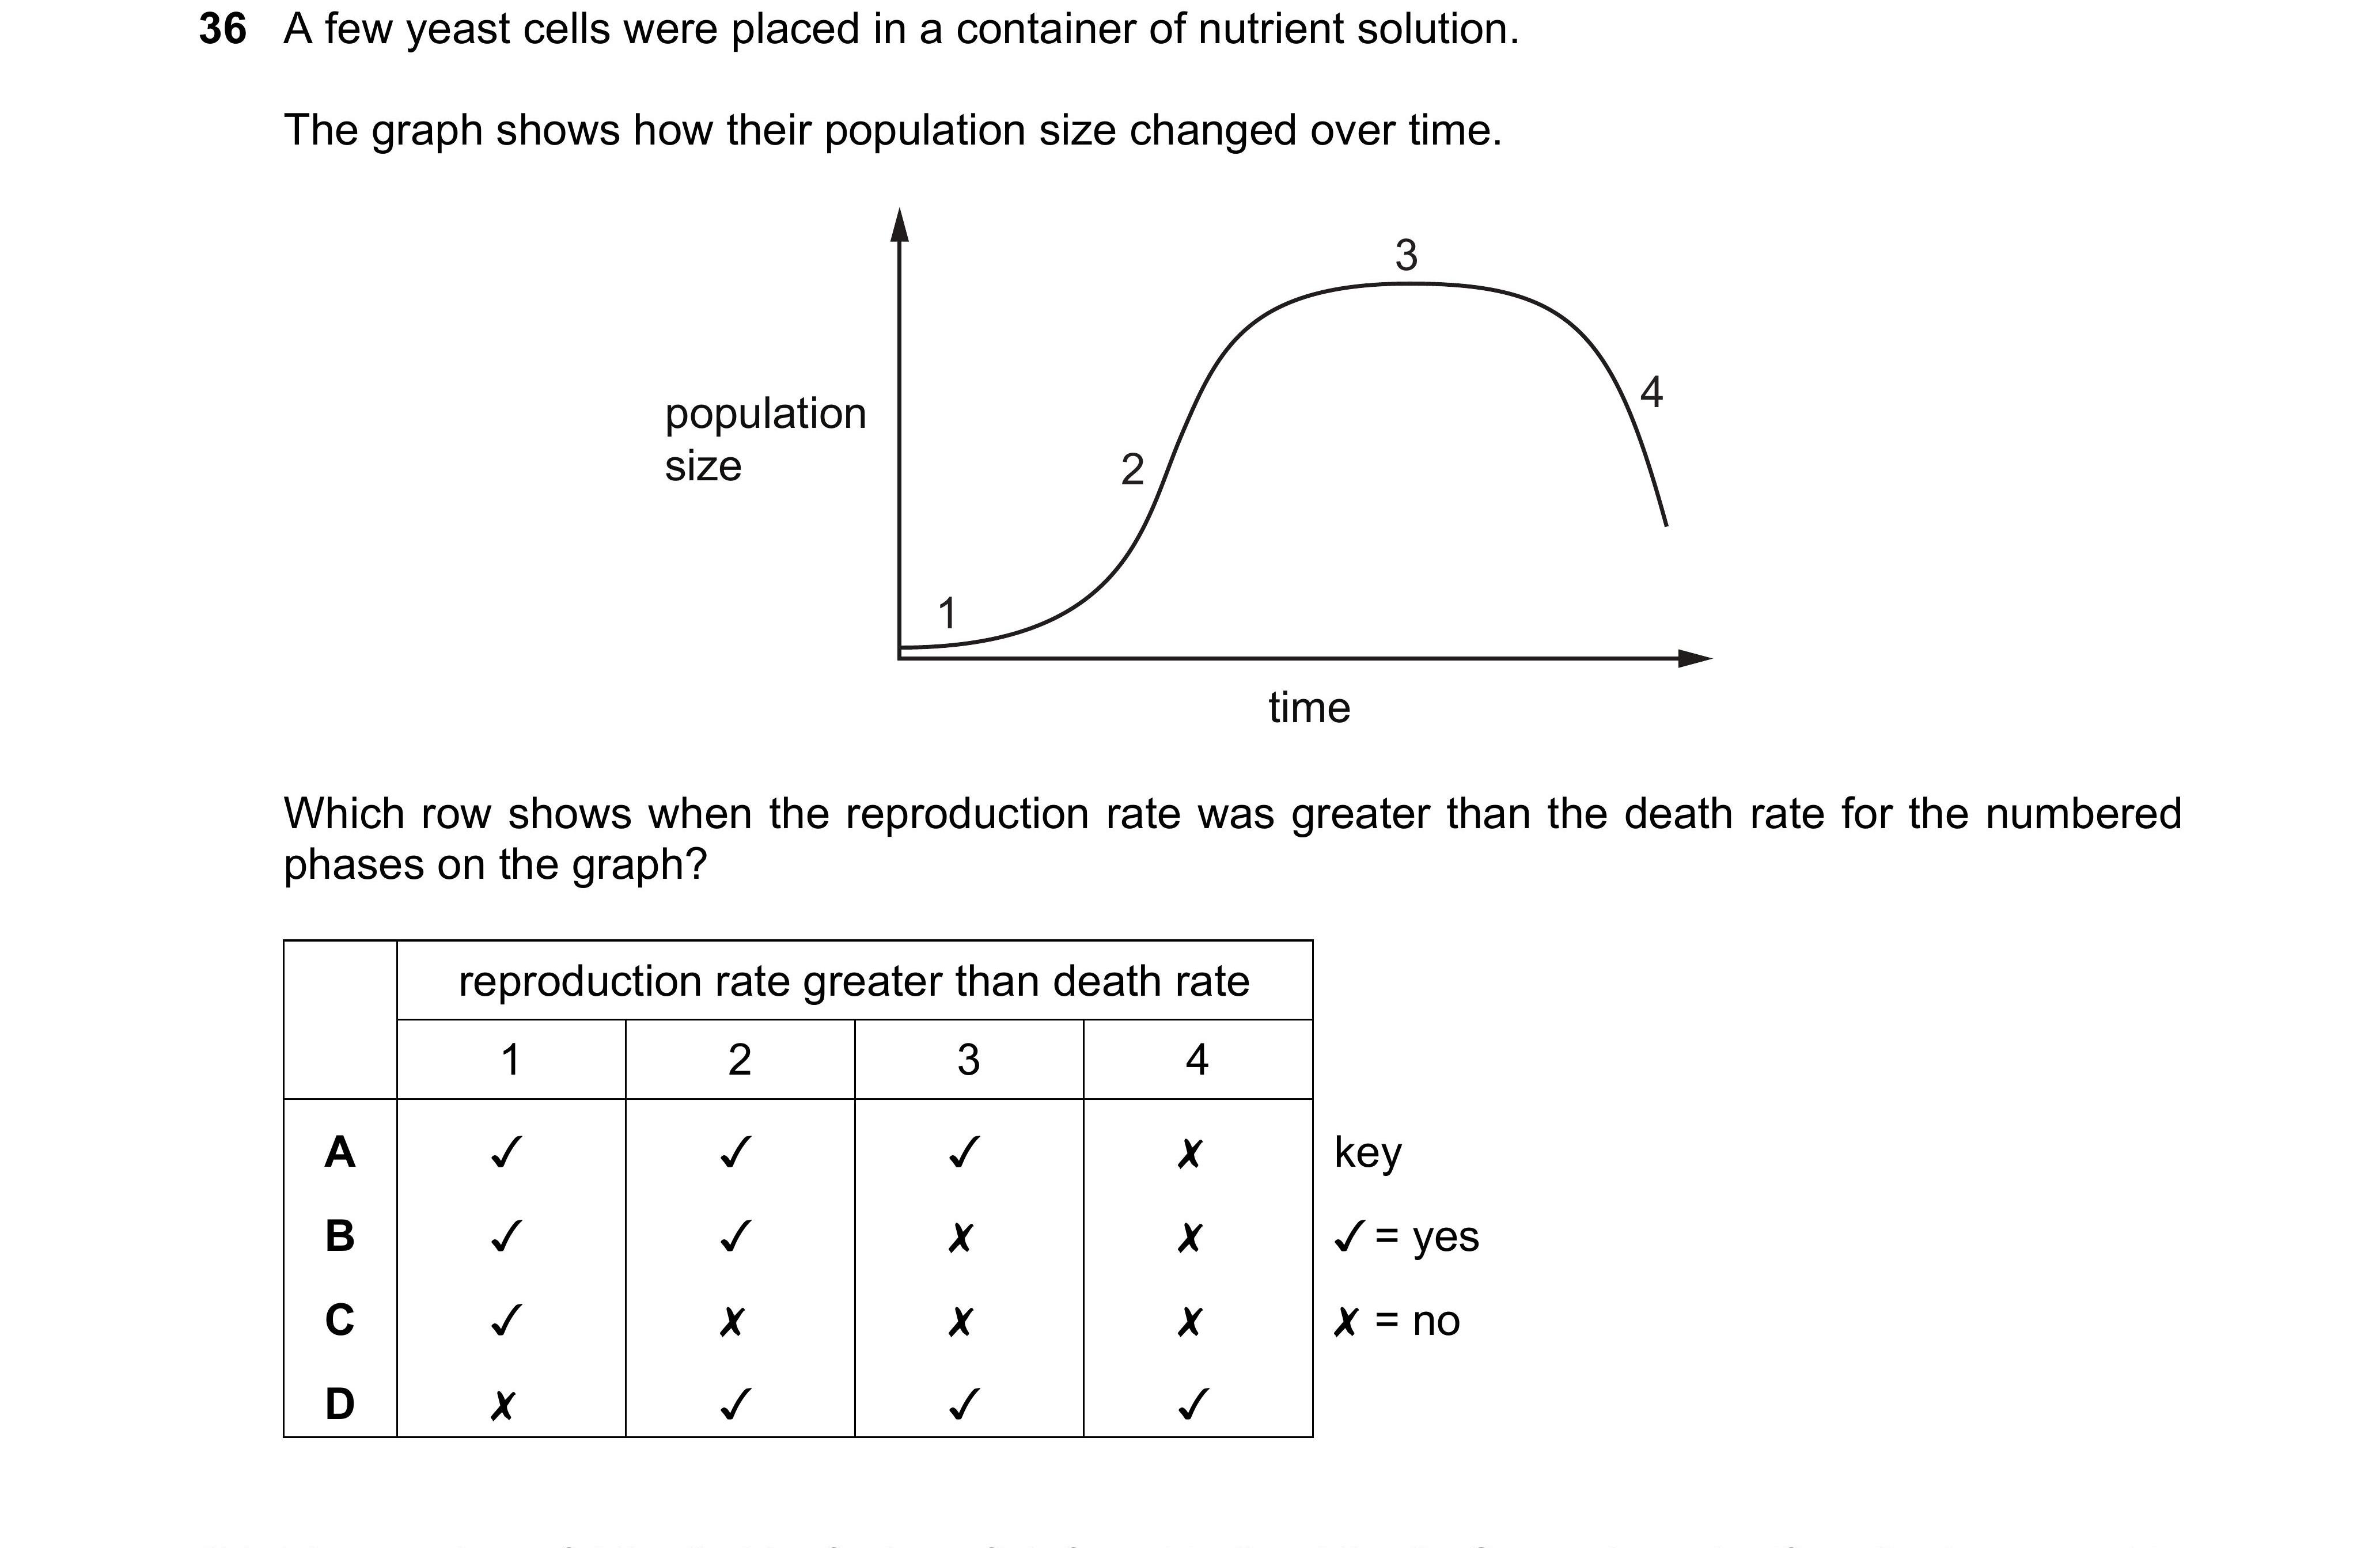 36 A few yeast cells were placed in a container of nutrient solution.
The graph shows how their population size changed over time.
3
4
population
size
2
1
time
Which row shows when the reproduction rate was greater than the death rate for the numbered
phases on the graph?
reproduction rate greater than death rate
1 2 3 4
A ✓ ✓ ✓ ✗ key
B ✓ ✓ ✗ ✗ ✓ = yes
C ✓ ✗ ✗ ✗ ✗ = no
D ✗ ✓ ✓ ✓